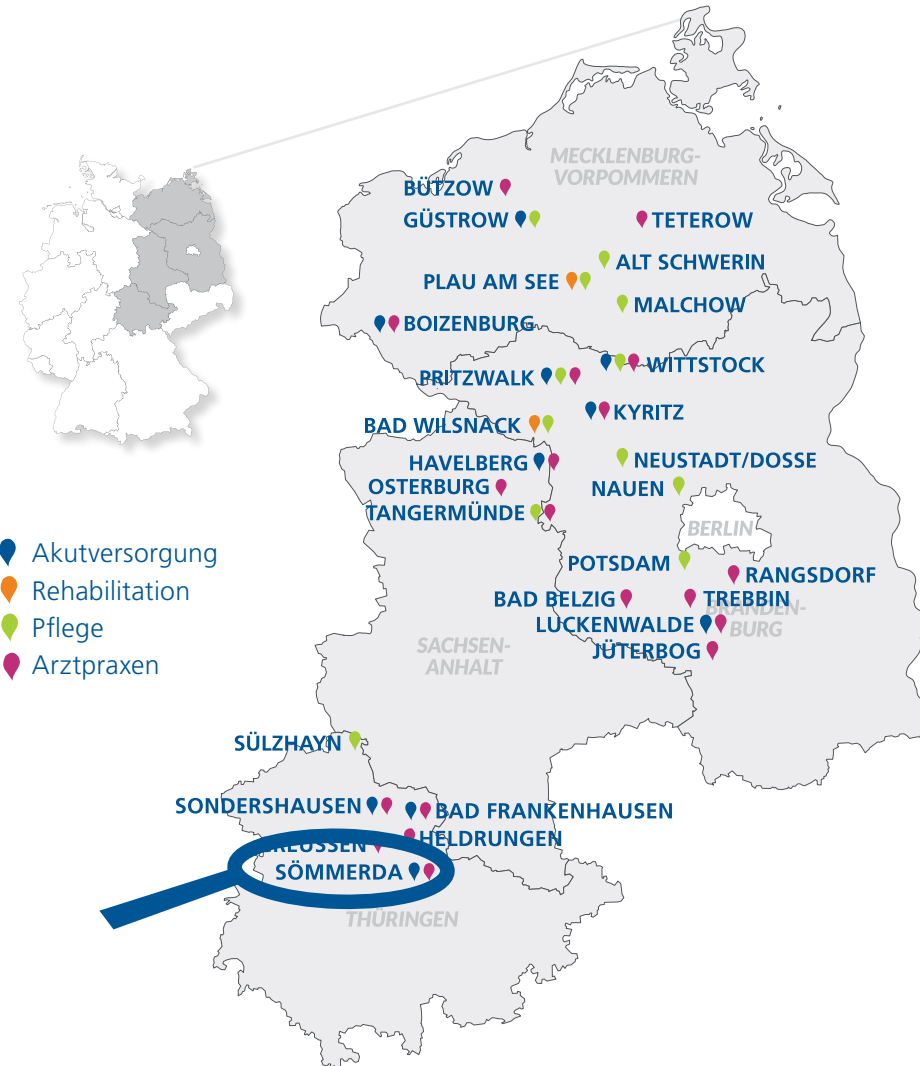 MECKLENBURG-
VORPOMMERN
BÜTZOW
GÜSTROW
TETEROW
ALT SCHWERIN
PLAU AM SEE
MALCHOW
BOIZENBURG
WITTSTOCK
PRITZWALK
KYRITZ
BAD WILSNACK
NEUSTADT/DOSSE
HAVELBERG
OSTERBURG
NAUEN
TANGERMÜNDE
BERLIN
Akutversorgung
Rehabilitation
Pflege
Arztpraxen
POTSDAM
RANGSDORF
BAD BELZIG
TREBBIN
BRANDEN-
BURG
LUCKENWALDE
JÜTERBOG
SACHSEN-
ANHALT
SÜLZHAYN
SONDERSHAUSEN
BAD FRANKENHAUSEN
HELDRUNGEN
SÖMMERDA
THÜRINGEN